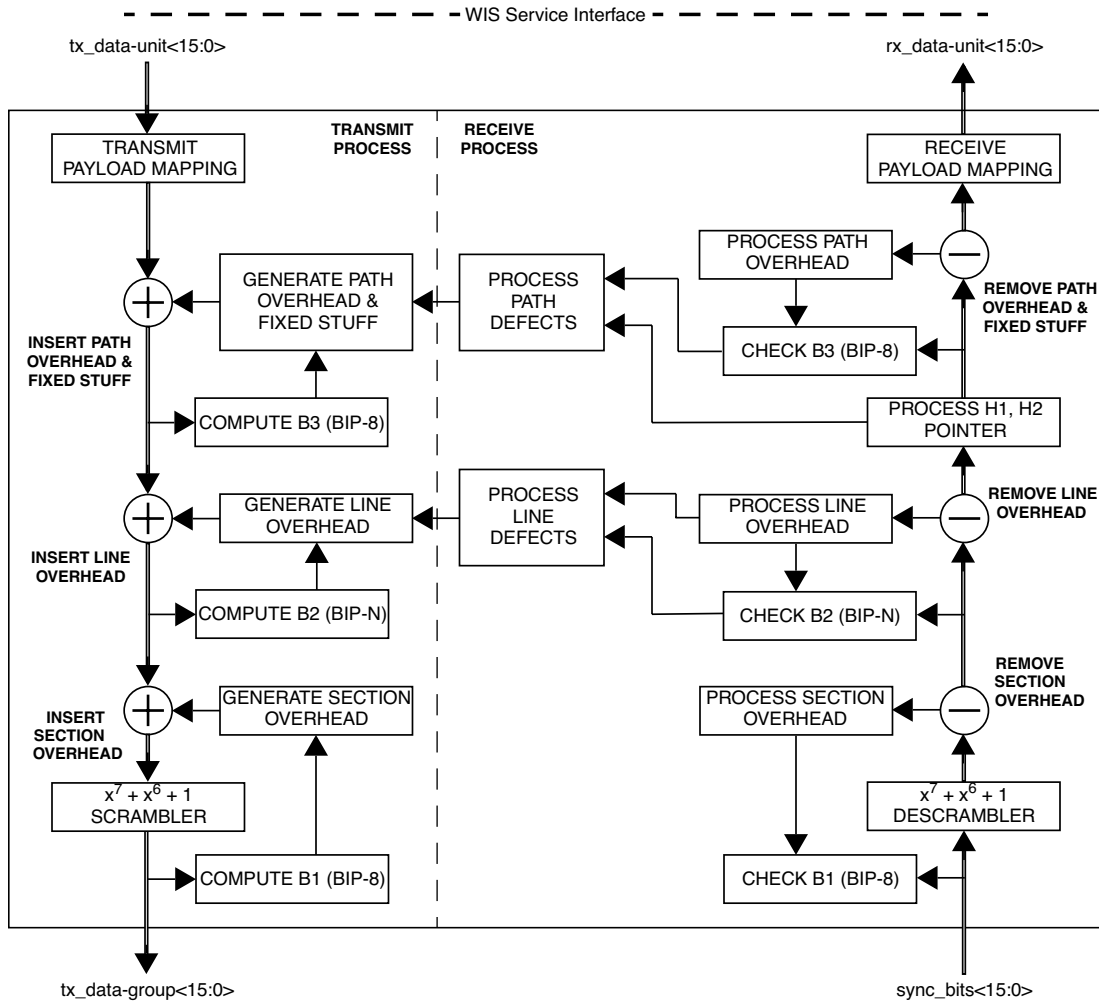 WIS Service Interface
tx_data-unit<15:0>
rx_data-unit<15:0>
TRANSMIT
PROCESS
RECEIVE
PROCESS
TRANSMIT
PAYLOAD MAPPING
RECEIVE
PAYLOAD MAPPING
GENERATE PATH
OVERHEAD &
FIXED STUFF
PROCESS
PATH
DEFECTS
PROCESS PATH
OVERHEAD
REMOVE PATH
OVERHEAD
& FIXED STUFF
INSERT PATH
OVERHEAD &
FIXED STUFF
CHECK B3 (BIP-8)
COMPUTE B3 (BIP-8)
PROCESS H1, H2
POINTER
GENERATE LINE
OVERHEAD
PROCESS
LINE
DEFECTS
PROCESS LINE
OVERHEAD
REMOVE LINE
OVERHEAD
INSERT LINE
OVERHEAD
COMPUTE B2 (BIP-N)
CHECK B2 (BIP-N)
GENERATE SECTION
OVERHEAD
PROCESS SECTION
OVERHEAD
REMOVE
SECTION
OVERHEAD
INSERT
SECTION
OVERHEAD
x⁷ + x⁶ + 1
SCRAMBLER
x⁷ + x⁶ + 1
DESCRAMBLER
COMPUTE B1 (BIP-8)
CHECK B1 (BIP-8)
tx_data-group<15:0>
sync_bits<15:0>